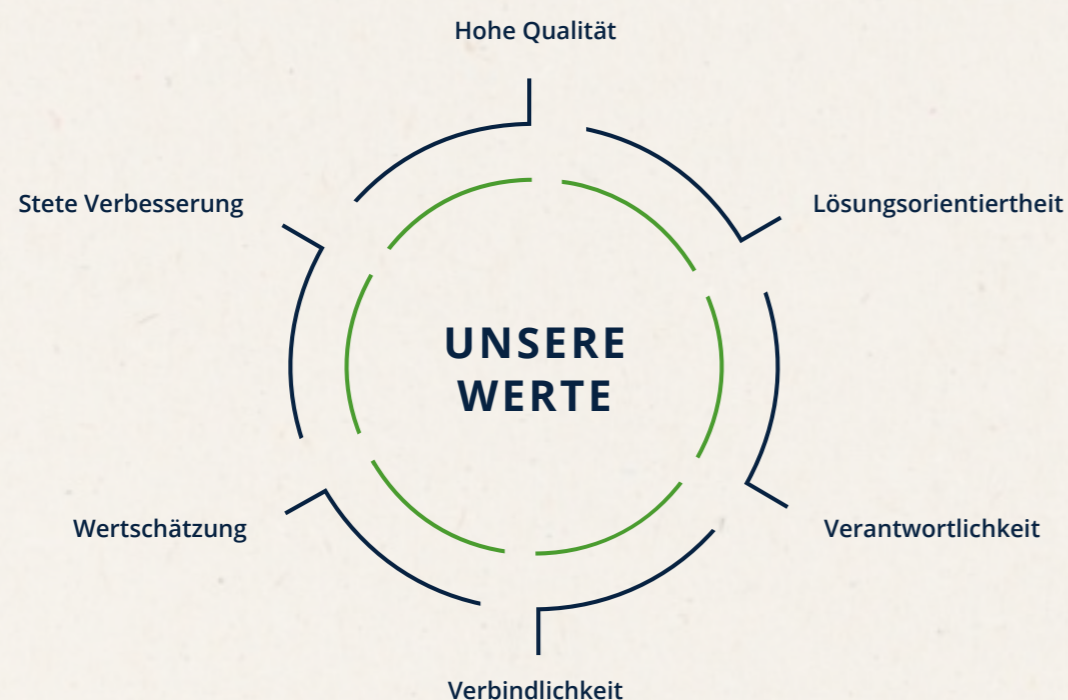 Hohe Qualität
Stete Verbesserung
Lösungsorientiertheit
UNSERE
WERTE
Wertschätzung
Verantwortlichkeit
Verbindlichkeit